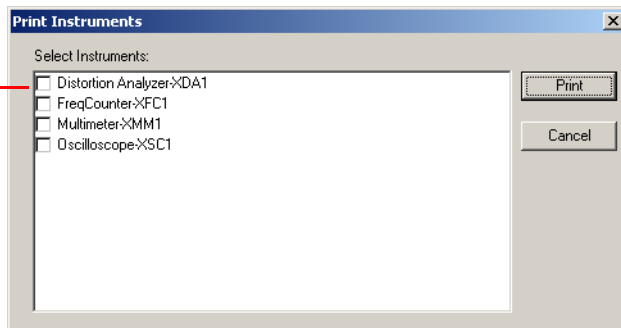 Print Instruments
Select Instruments:
Distortion Analyzer-XDA1
FreqCounter-XFC1
Multimeter-XMM1
Oscilloscope-XSC1
Print
Cancel